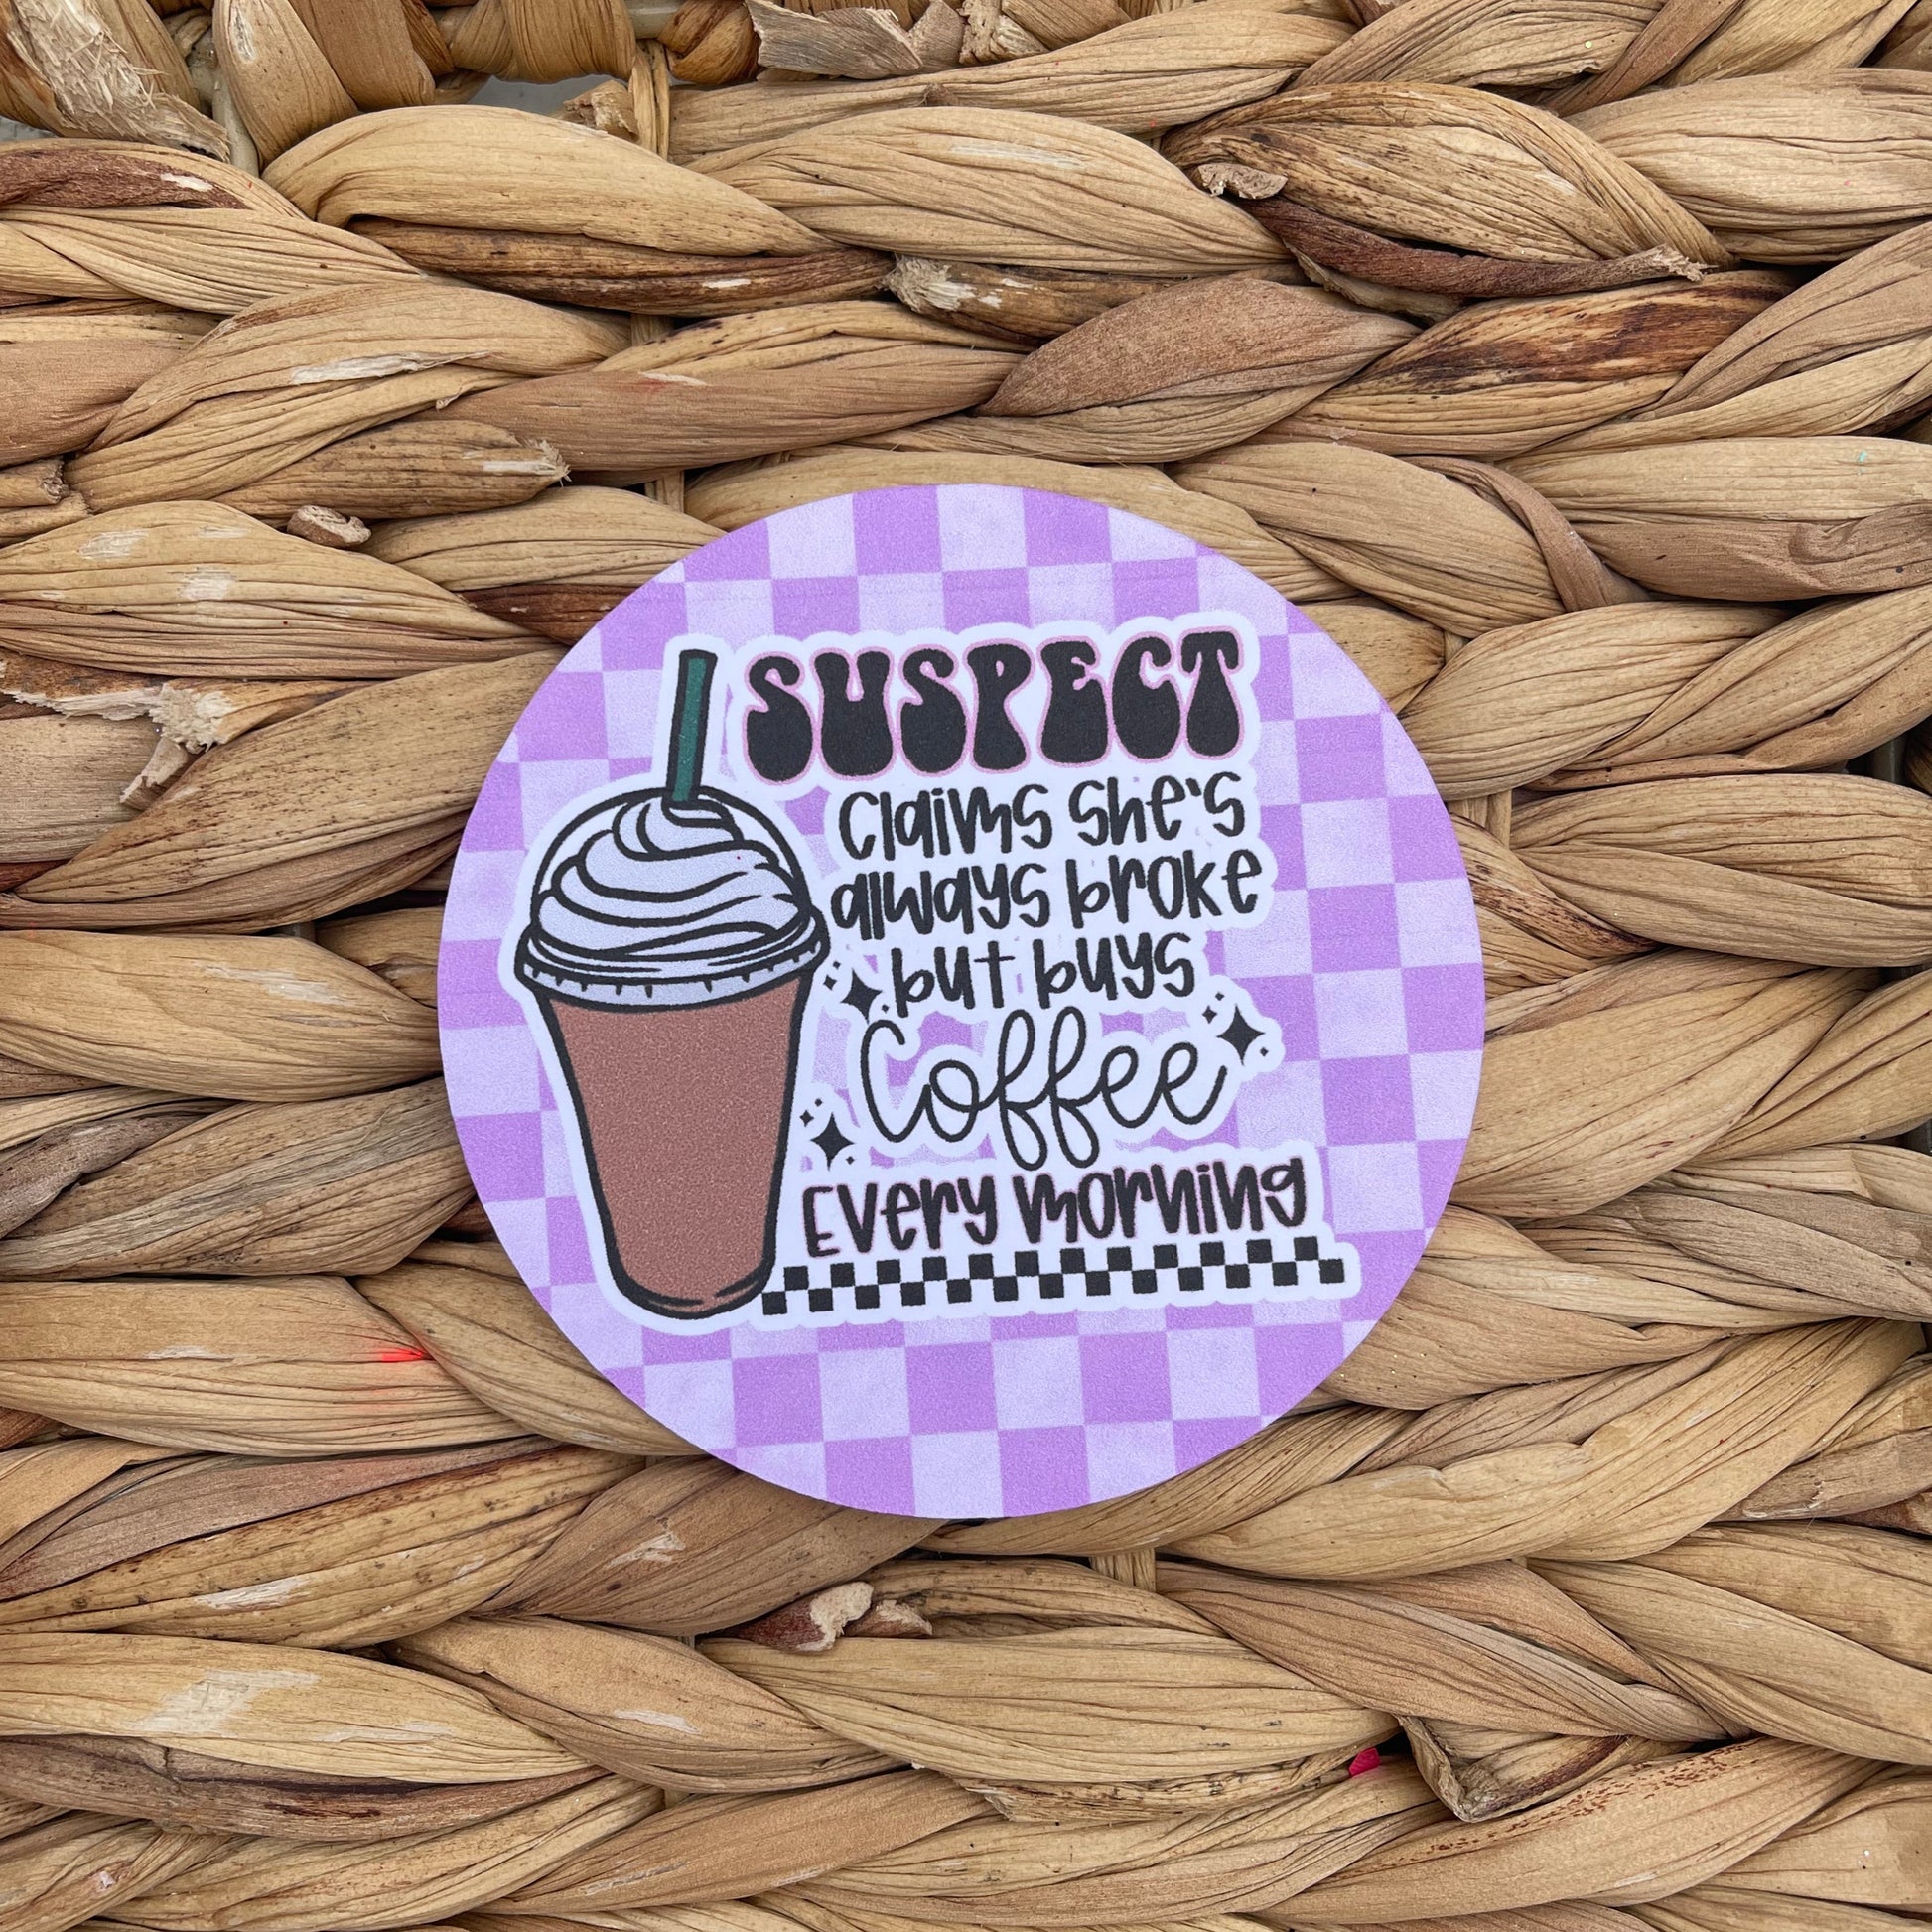 SUSPECT
claims she's
always broke
but buys
Coffee
Every morning